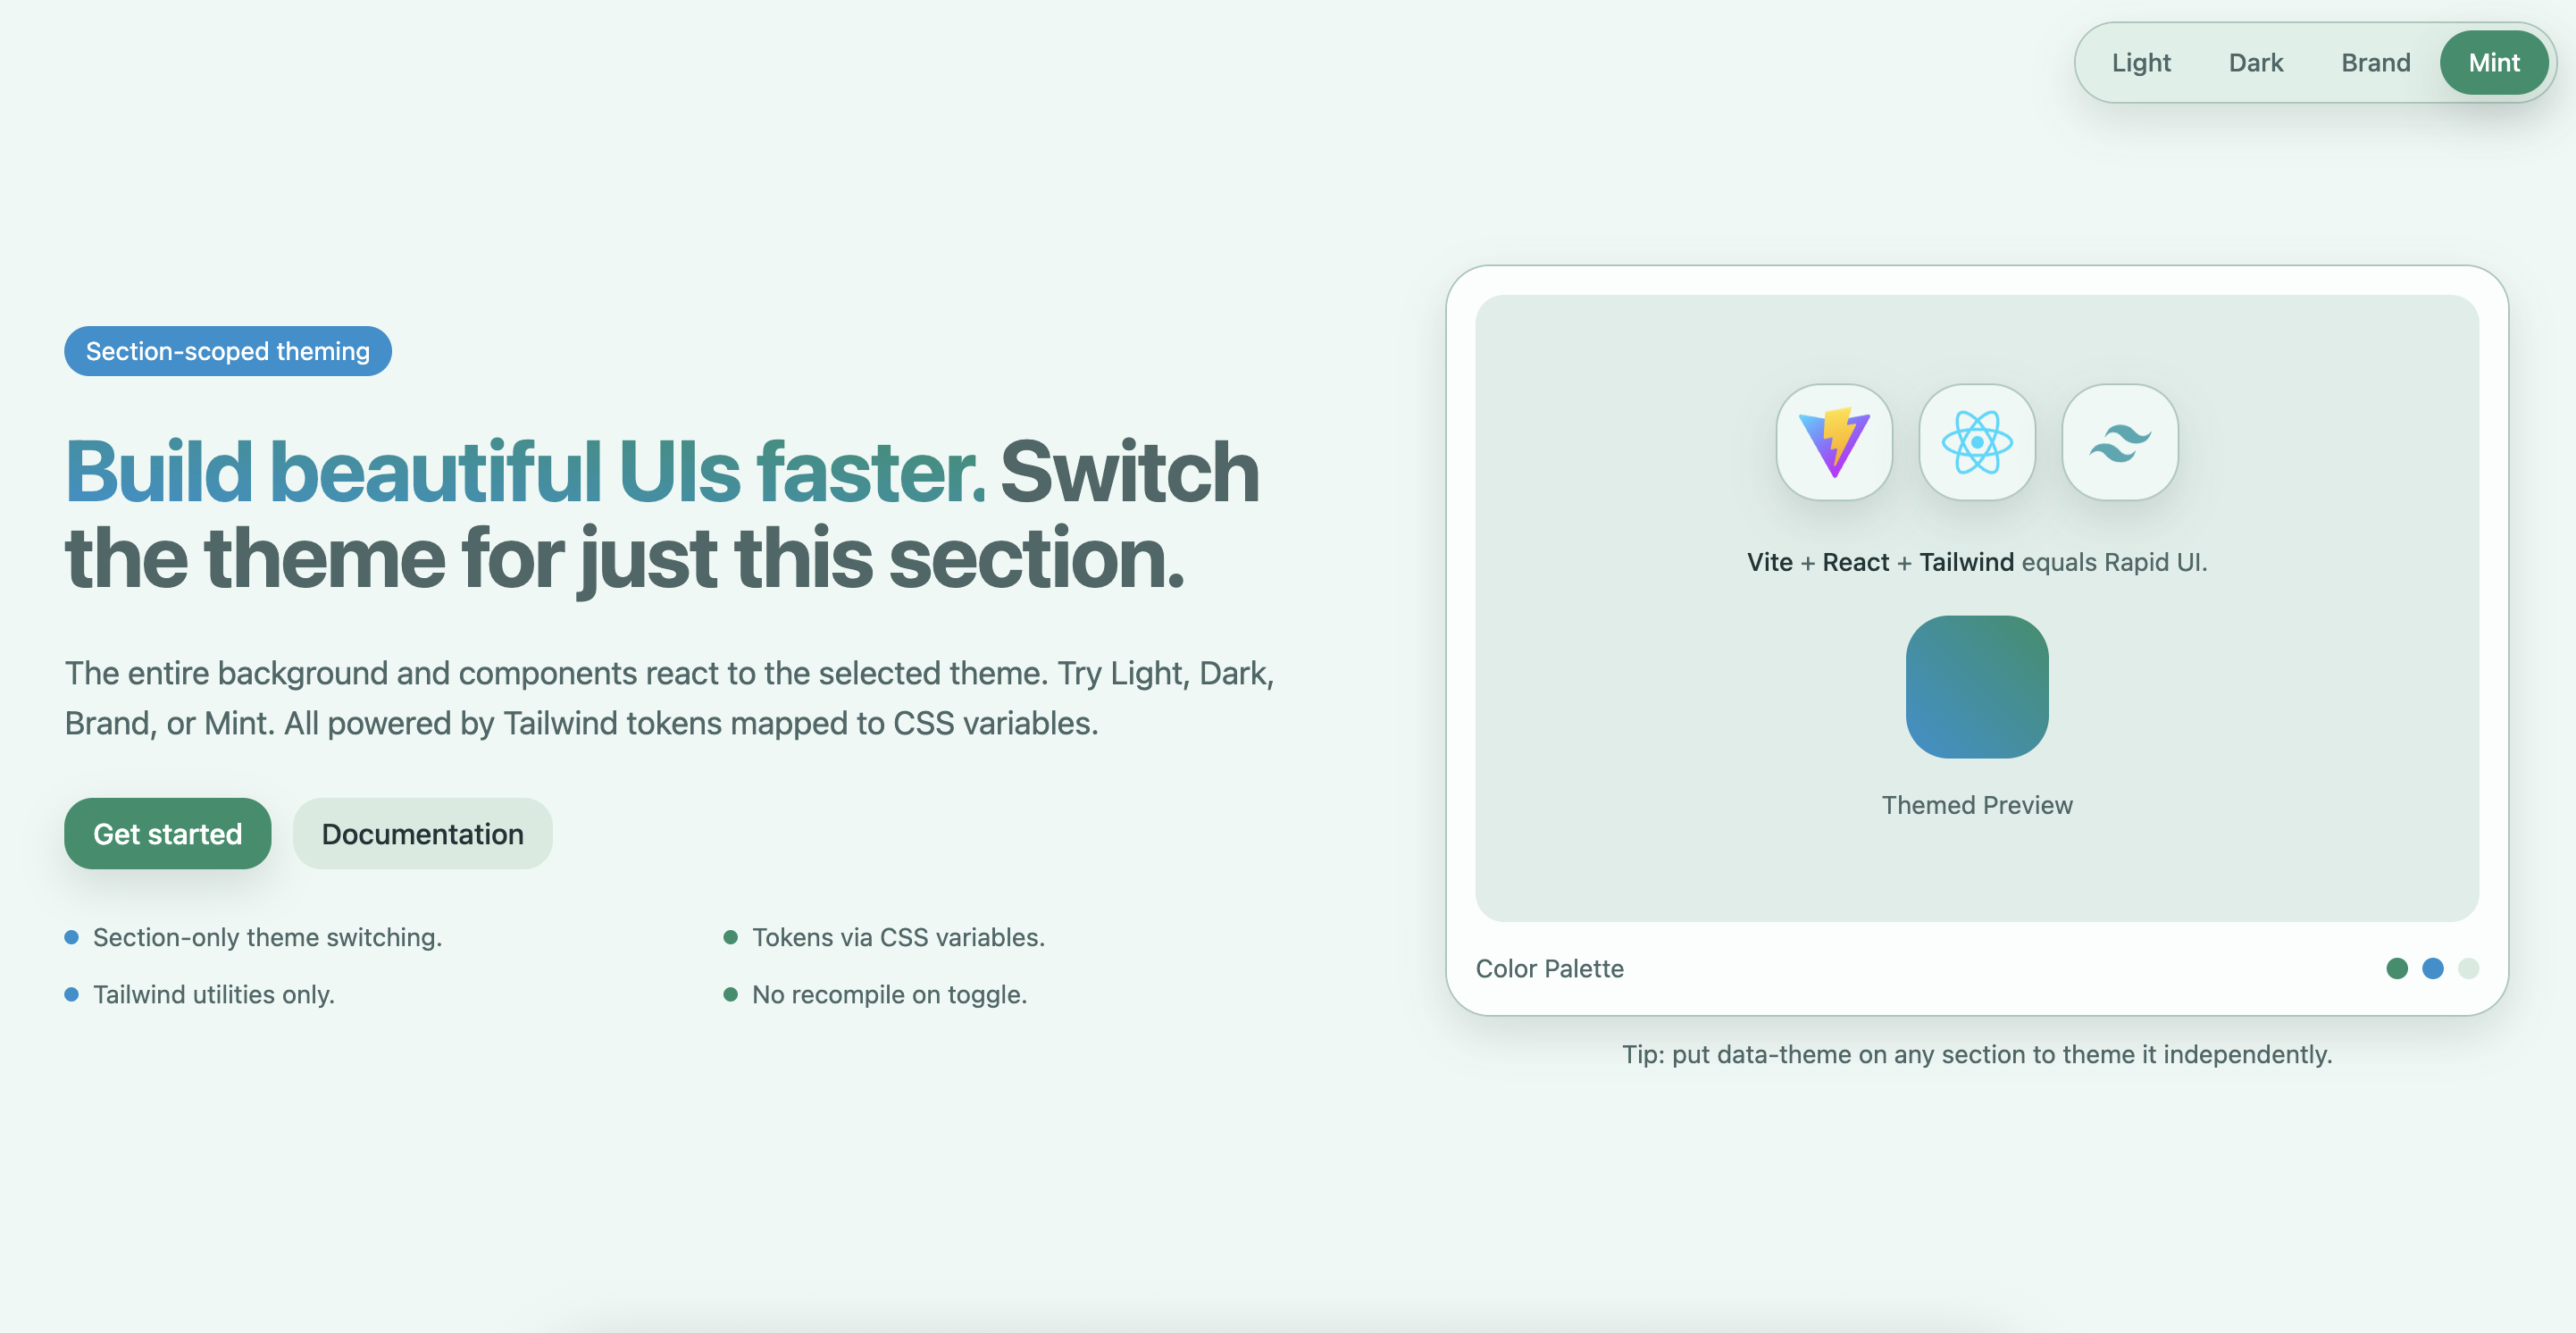 Light Dark Brand Mint
Section-scoped theming
Build beautiful UIs faster. Switch
the theme for just this section.
The entire background and components react to the selected theme. Try Light, Dark,
Brand, or Mint. All powered by Tailwind tokens mapped to CSS variables.
Get started Documentation
Section-only theme switching. Tokens via CSS variables.
Tailwind utilities only. No recompile on toggle.
Vite + React + Tailwind equals Rapid UI.
Themed Preview
Color Palette
Tip: put data-theme on any section to theme it independently.